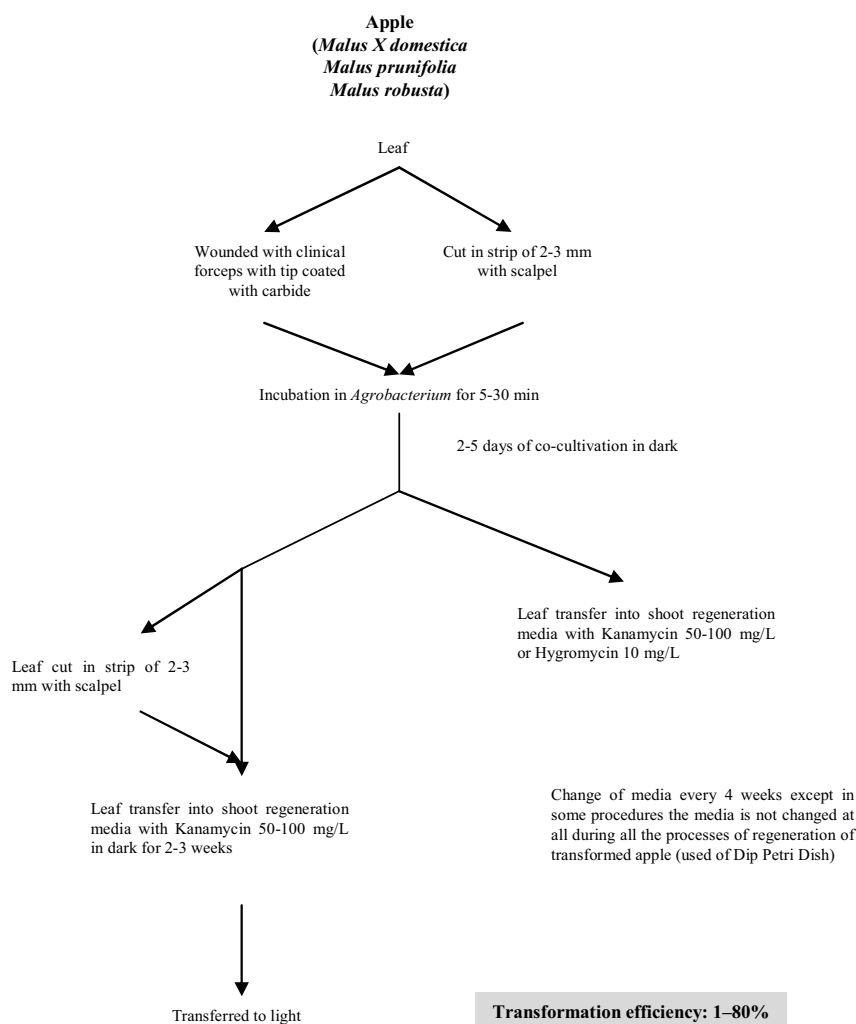 Apple
(Malus X domestica
Malus prunifolia
Malus robusta)
Leaf
Wounded with clinical
forceps with tip coated
with carbide
Cut in strip of 2-3 mm
with scalpel
Incubation in Agrobacterium for 5-30 min
2-5 days of co-cultivation in dark
Leaf transfer into shoot regeneration
media with Kanamycin 50-100 mg/L
or Hygromycin 10 mg/L
Leaf cut in strip of 2-3
mm with scalpel
Leaf transfer into shoot regeneration
media with Kanamycin 50-100 mg/L
in dark for 2-3 weeks
Change of media every 4 weeks except in
some procedures the media is not changed at
all during all the processes of regeneration of
transformed apple (used of Dip Petri Dish)
Transferred to light
Transformation efficiency: 1–80%